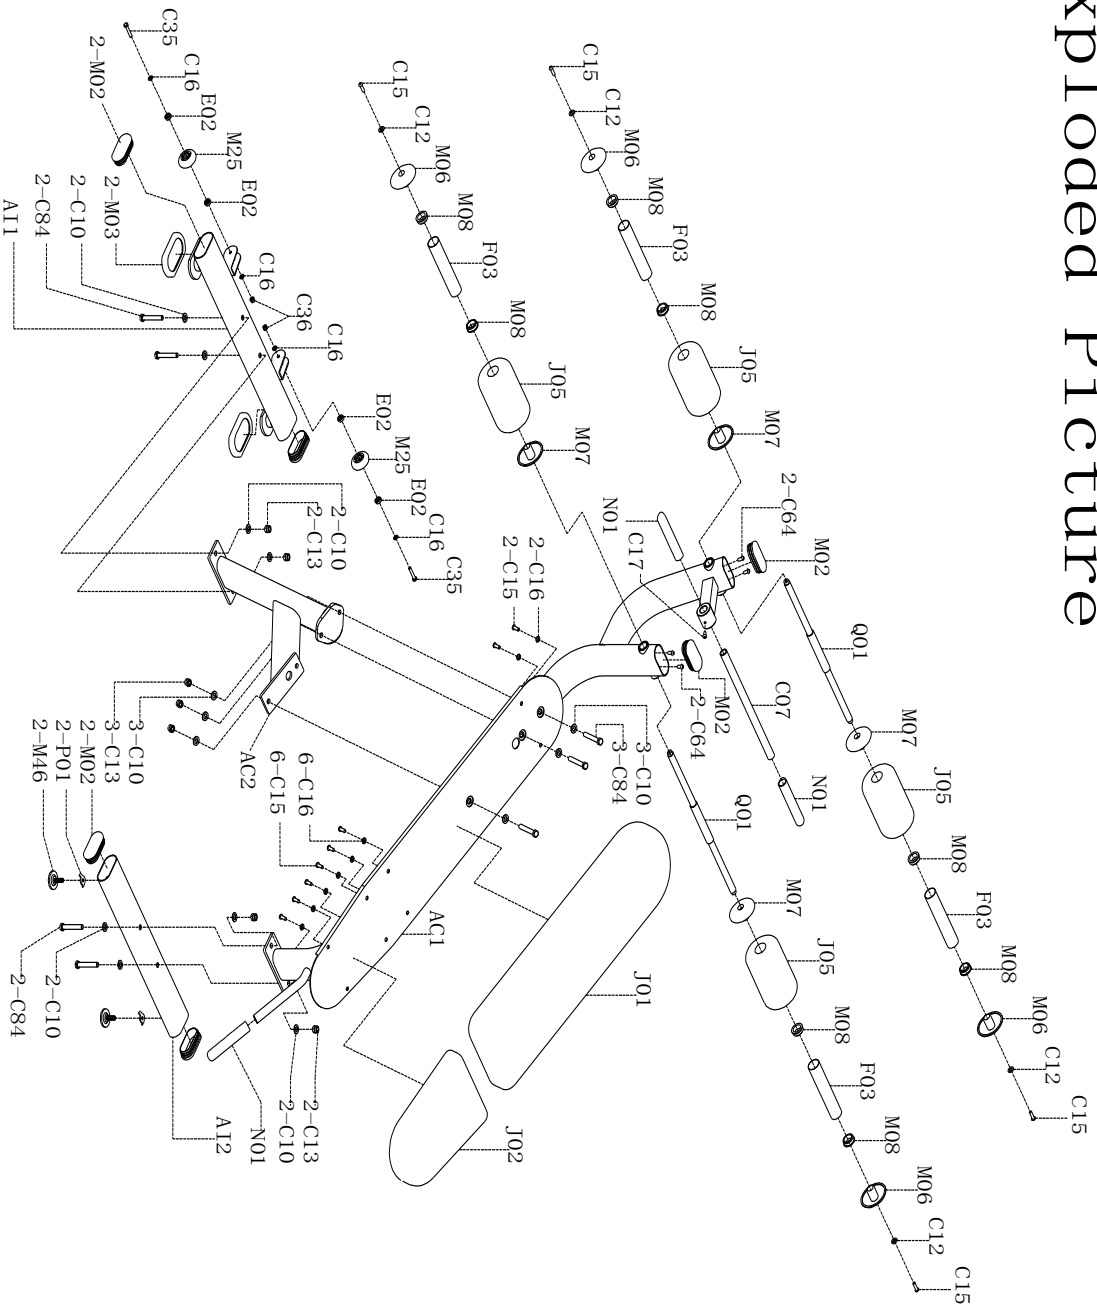 xploded Picture
C15
M06
C12
M08
F03
M07
Q01
J05
M02
2-C64
M07
J05
M08
F03
M06
C12
C15
M08
M06
C12
C15
M08
F03
M08
J05
M07
Q01
N01
C07
M02
2-C64
N01
C17
J05
M07
M08
F03
M08
M06
C12
C15
J01
J02
3-C10
3-C84
2-C16
2-C15
AC1
C35
C16
E02
M25
E02
C16
C36
C16
2-C10
2-C13
6-C16
6-C15
AC2
2-C13
2-C10
N01
AI2
3-C10
3-C13
2-M02
2-P01
2-M46
2-C10
2-C84
C35
C16
E02
M25
E02
2-M02
2-M03
2-C10
2-C84
AI1